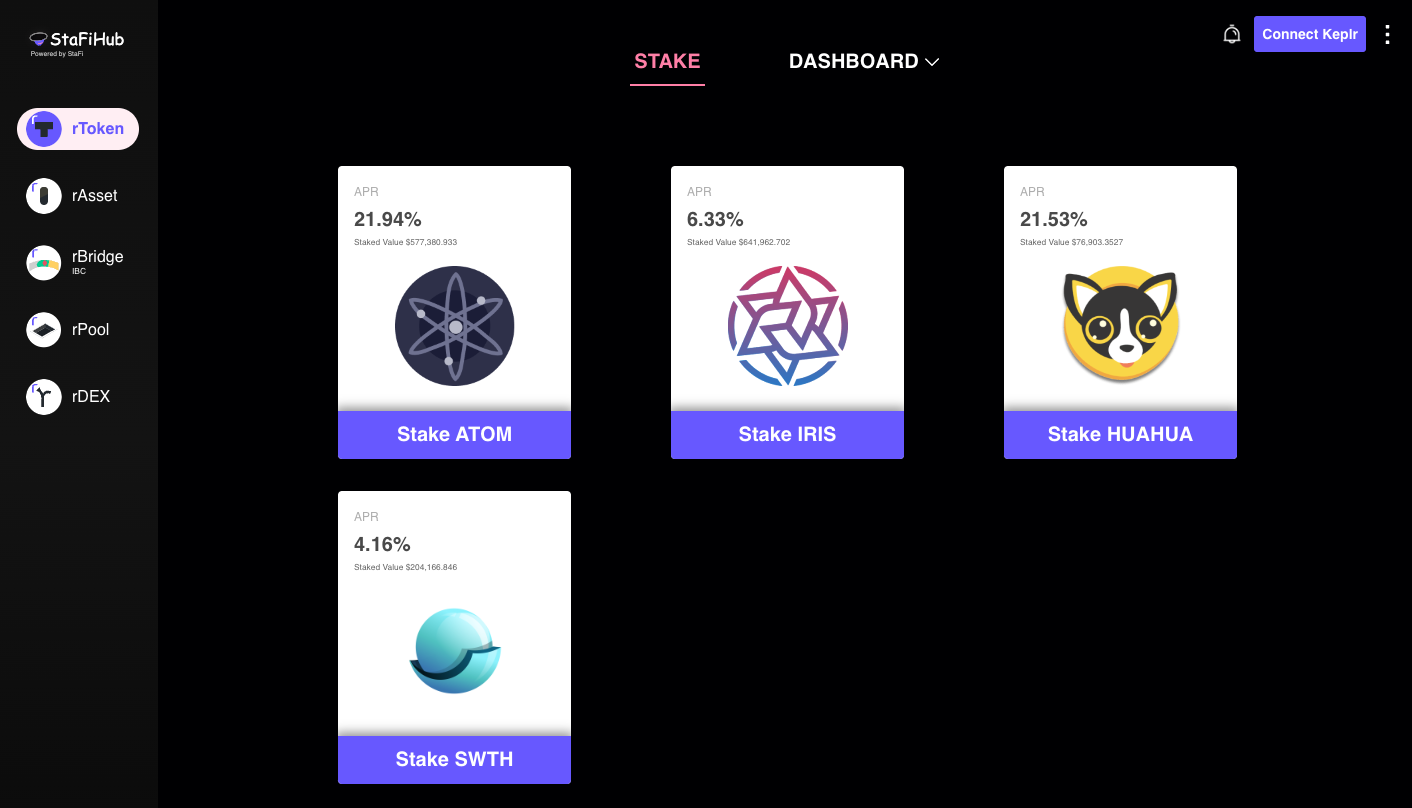 StaFiHub
Powered by StaFi
rToken
rAsset
rBridge
IBC
rPool
rDEX
STAKE
DASHBOARD
Connect Keplr
APR
21.94%
Staked Value $577,380.933
Stake ATOM
APR
6.33%
Staked Value $641,962.702
Stake IRIS
APR
21.53%
Staked Value $76,903.3527
Stake HUAHUA
APR
4.16%
Staked Value $204,166.846
Stake SWTH